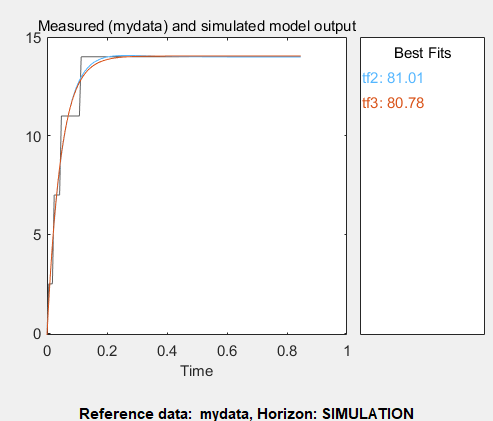 Measured (mydata) and simulated model output
15
10
5
0
0
0.2
0.4
0.6
0.8
1
Time
Best Fits
tf2: 81.01
tf3: 80.78
Reference data: mydata, Horizon: SIMULATION